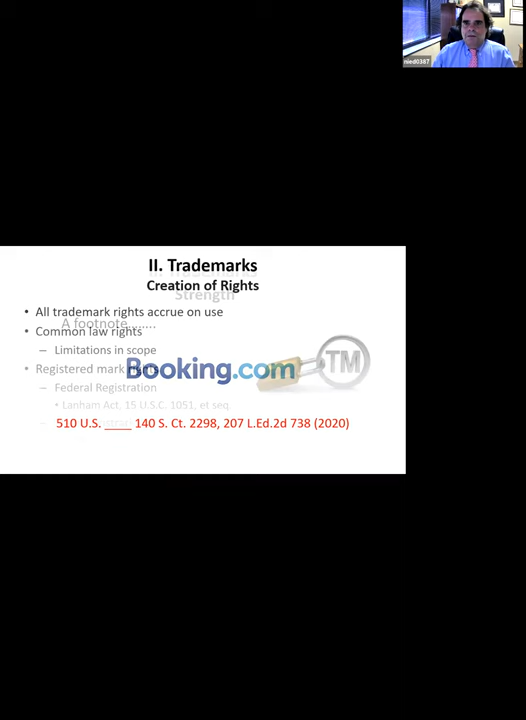 nied0387
II. Trademarks
Creation of Rights
Strength
• All trademark rights accrue on use
A footnote........
• Common law rights
– Limitations in scope
• Registered mark rights
Booking.com
TM
– Federal Registration
• Lanham Act, 15 U.S.C. 1051, et seq.
– 510 U.S. ____ 140 S. Ct. 2298, 207 L.Ed.2d 738 (2020)